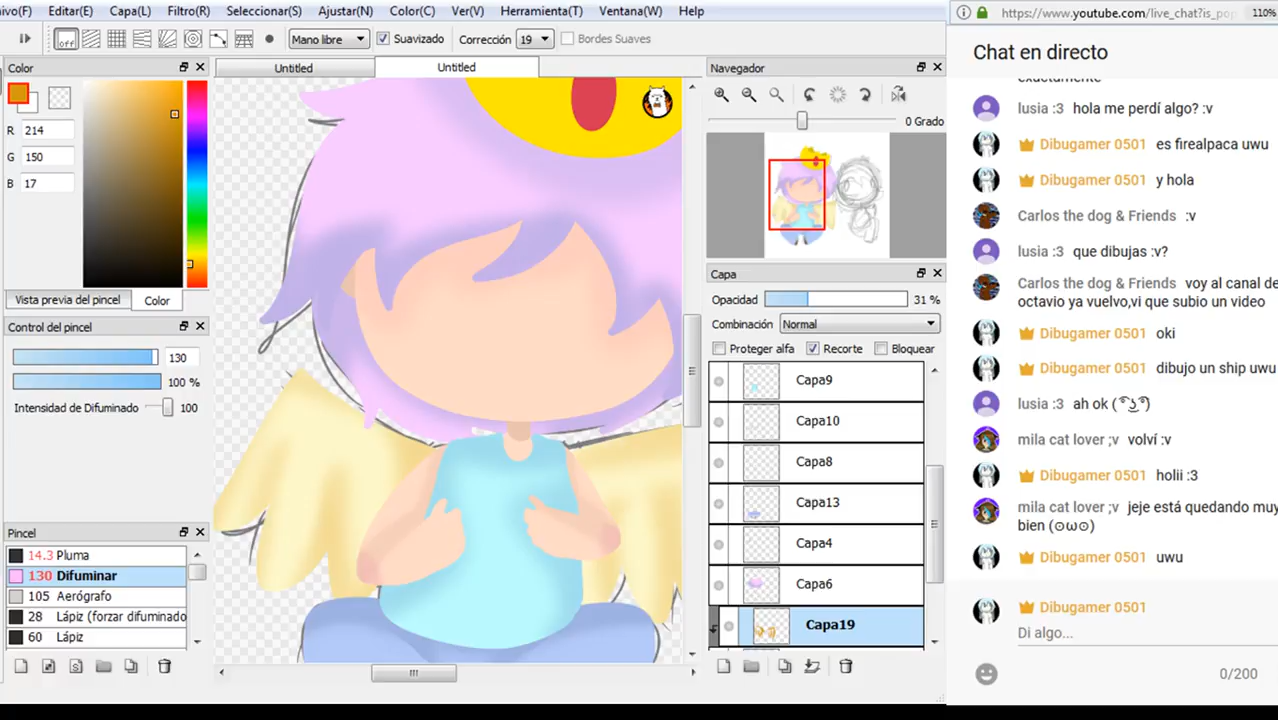 ivo(F) Editar(E) Capa(L) Filtro(R) Seleccionar(S) Ajustar(N) Color(C) Ver(V) Herramienta(T) Ventana(W) Help
https://www.youtube.com/live_chat?is_pop 110%
off Mano libre Suavizado Corrección 19 Bordes Suaves
Chat en directo
Color
Untitled Untitled
Navegador
exactamente
R 214
G 150
B 17
0 Grado
Capa
Opacidad 31 %
Combinación Normal
Proteger alfa Recorte Bloquear
Capa9
Capa10
Capa8
Capa13
Capa4
Capa6
Capa19
Vista previa del pincel Color
Control del pincel
130
100 %
Intensidad de Difuminado 100
Pincel
14.3 Pluma
130 Difuminar
105 Aerógrafo
28 Lápiz (forzar difuminado
60 Lápiz
lusia :3 hola me perdí algo? :v
Dibugamer 0501 es firealpaca uwu
Dibugamer 0501 y hola
Carlos the dog & Friends :v
lusia :3 que dibujas :v?
Carlos the dog & Friends voy al canal de
octavio ya vuelvo,vi que subio un video
Dibugamer 0501 oki
Dibugamer 0501 dibujo un ship uwu
lusia :3 ah ok ( ͡° ͜ʖ ͡°)
mila cat lover ;v volví :v
Dibugamer 0501 holii :3
mila cat lover ;v jeje está quedando muy
bien (⊙ω⊙)
Dibugamer 0501 uwu
Dibugamer 0501
Di algo...
0/200